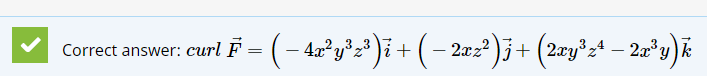 Correct answer: curl F⃗ = ( − 4x²y³z³ ) i⃗ + ( − 2xz² ) j⃗ + ( 2xy³z⁴ − 2x³y ) k⃗